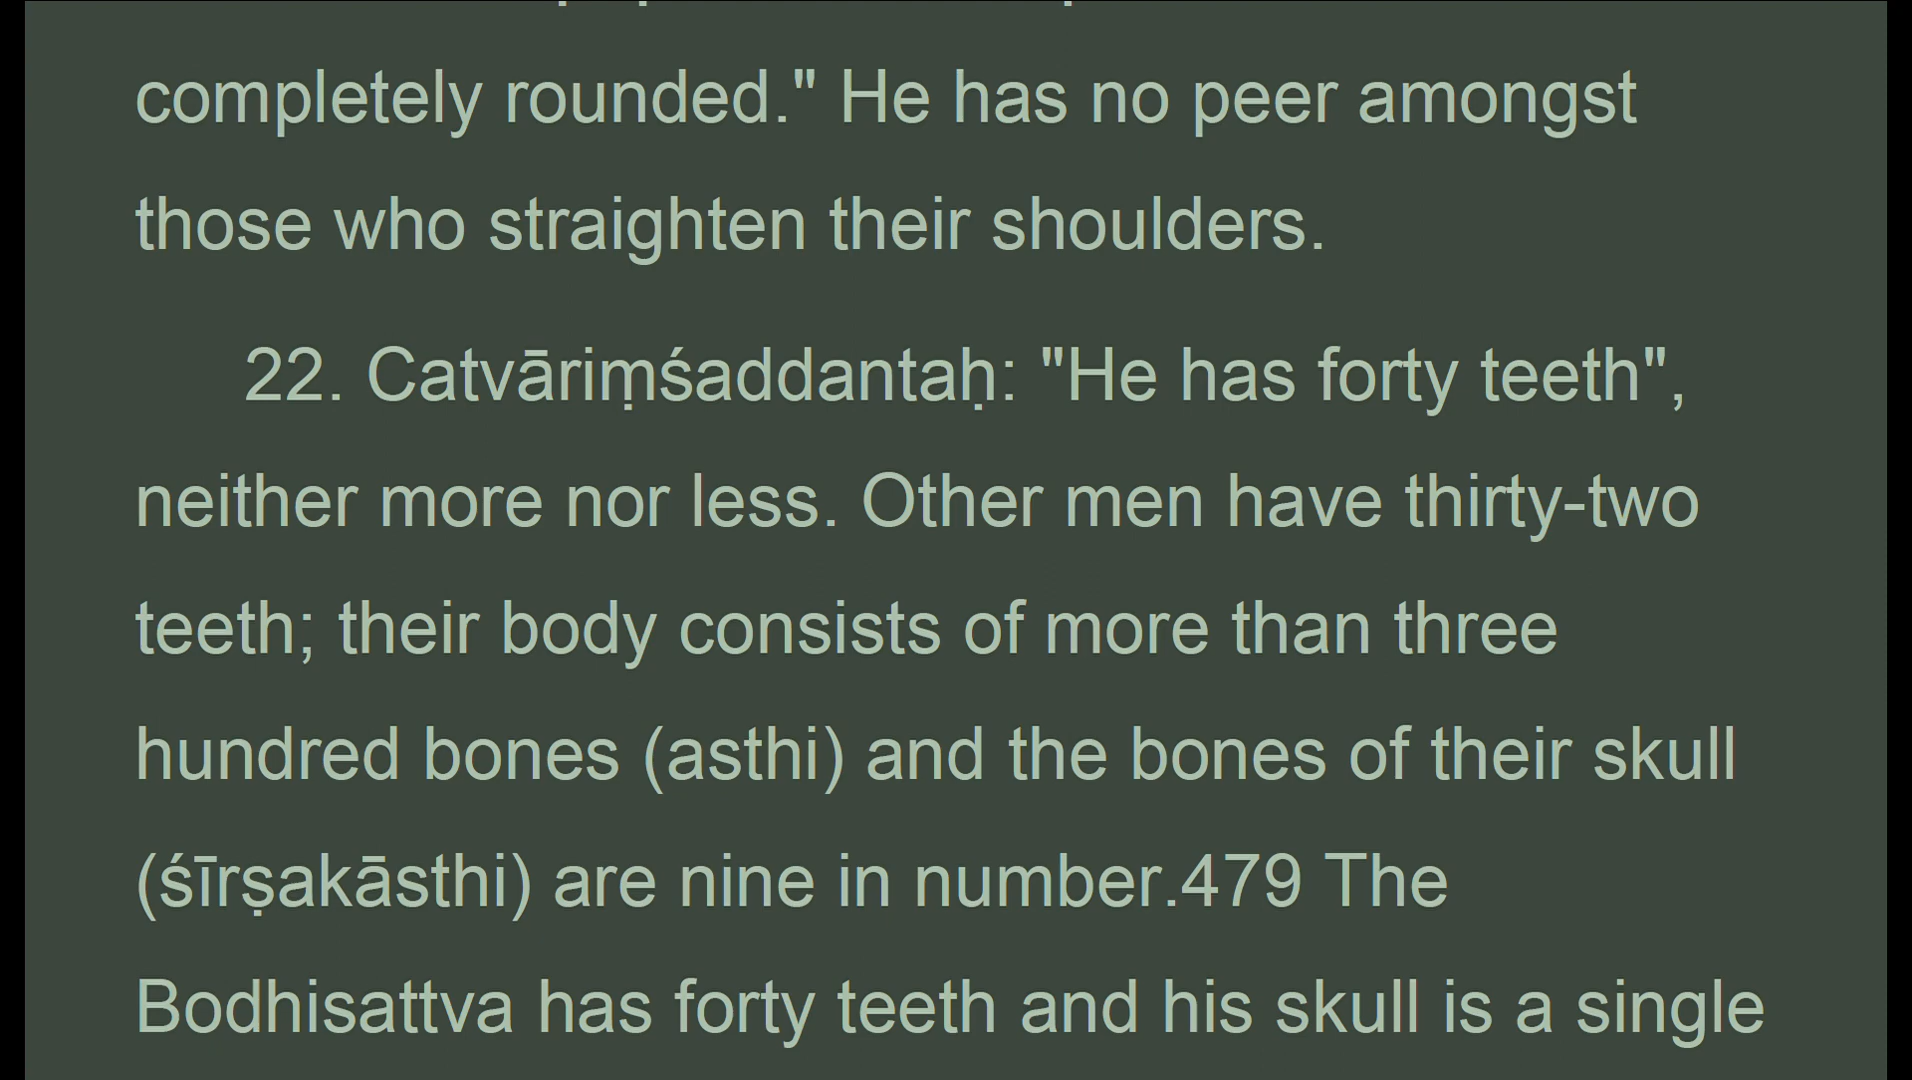 completely rounded." He has no peer amongst
those who straighten their shoulders.
22. Catvāriṃśaddantaḥ: "He has forty teeth",
neither more nor less. Other men have thirty-two
teeth; their body consists of more than three
hundred bones (asthi) and the bones of their skull
(śīrṣakāsthi) are nine in number.479 The
Bodhisattva has forty teeth and his skull is a single